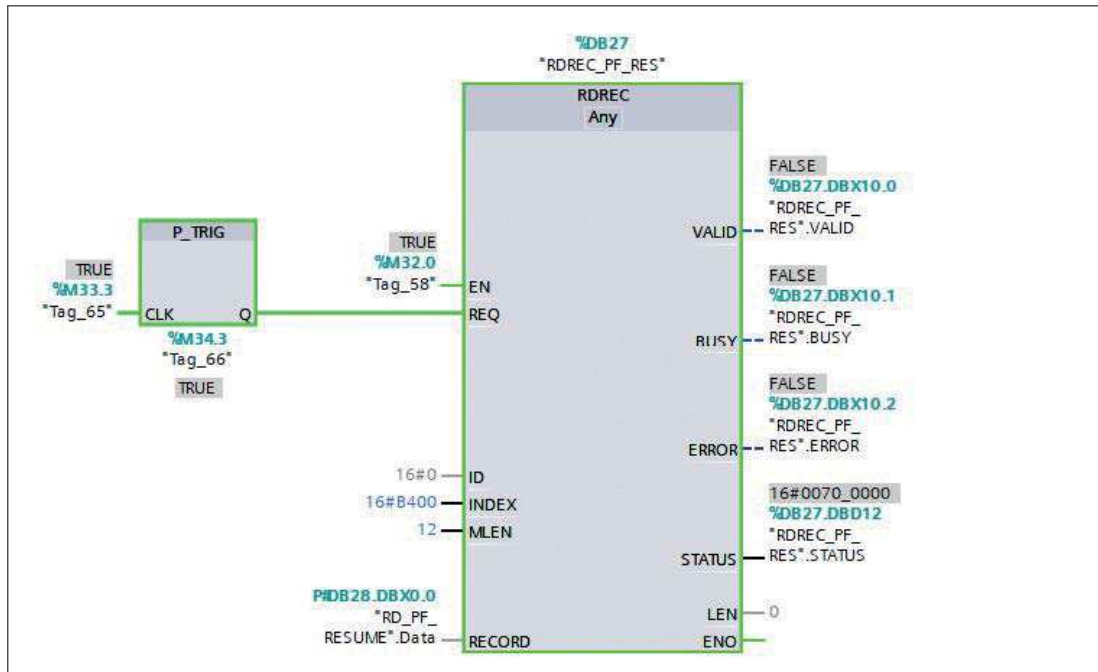 %DB27
"RDREC_PF_RES"
RDREC
Any
P_TRIG
TRUE
%M33.3
"Tag_65"
CLK
Q
%M34.3
"Tag_66"
TRUE
TRUE
%M32.0
"Tag_58"
EN
REQ
16#0
ID
16#B400
INDEX
12
MLEN
P#DB28.DBX0.0
"RD_PF_
RESUME".Data
RECORD
FALSE
%DB27.DBX10.0
"RDREC_PF_
VALID
RES".VALID
FALSE
%DB27.DBX10.1
"RDREC_PF_
BUSY
RES".BUSY
FALSE
%DB27.DBX10.2
"RDREC_PF_
ERROR
RES".ERROR
16#0070_0000
%DB27.DBD12
"RDREC_PF_
STATUS
RES".STATUS
LEN
0
ENO